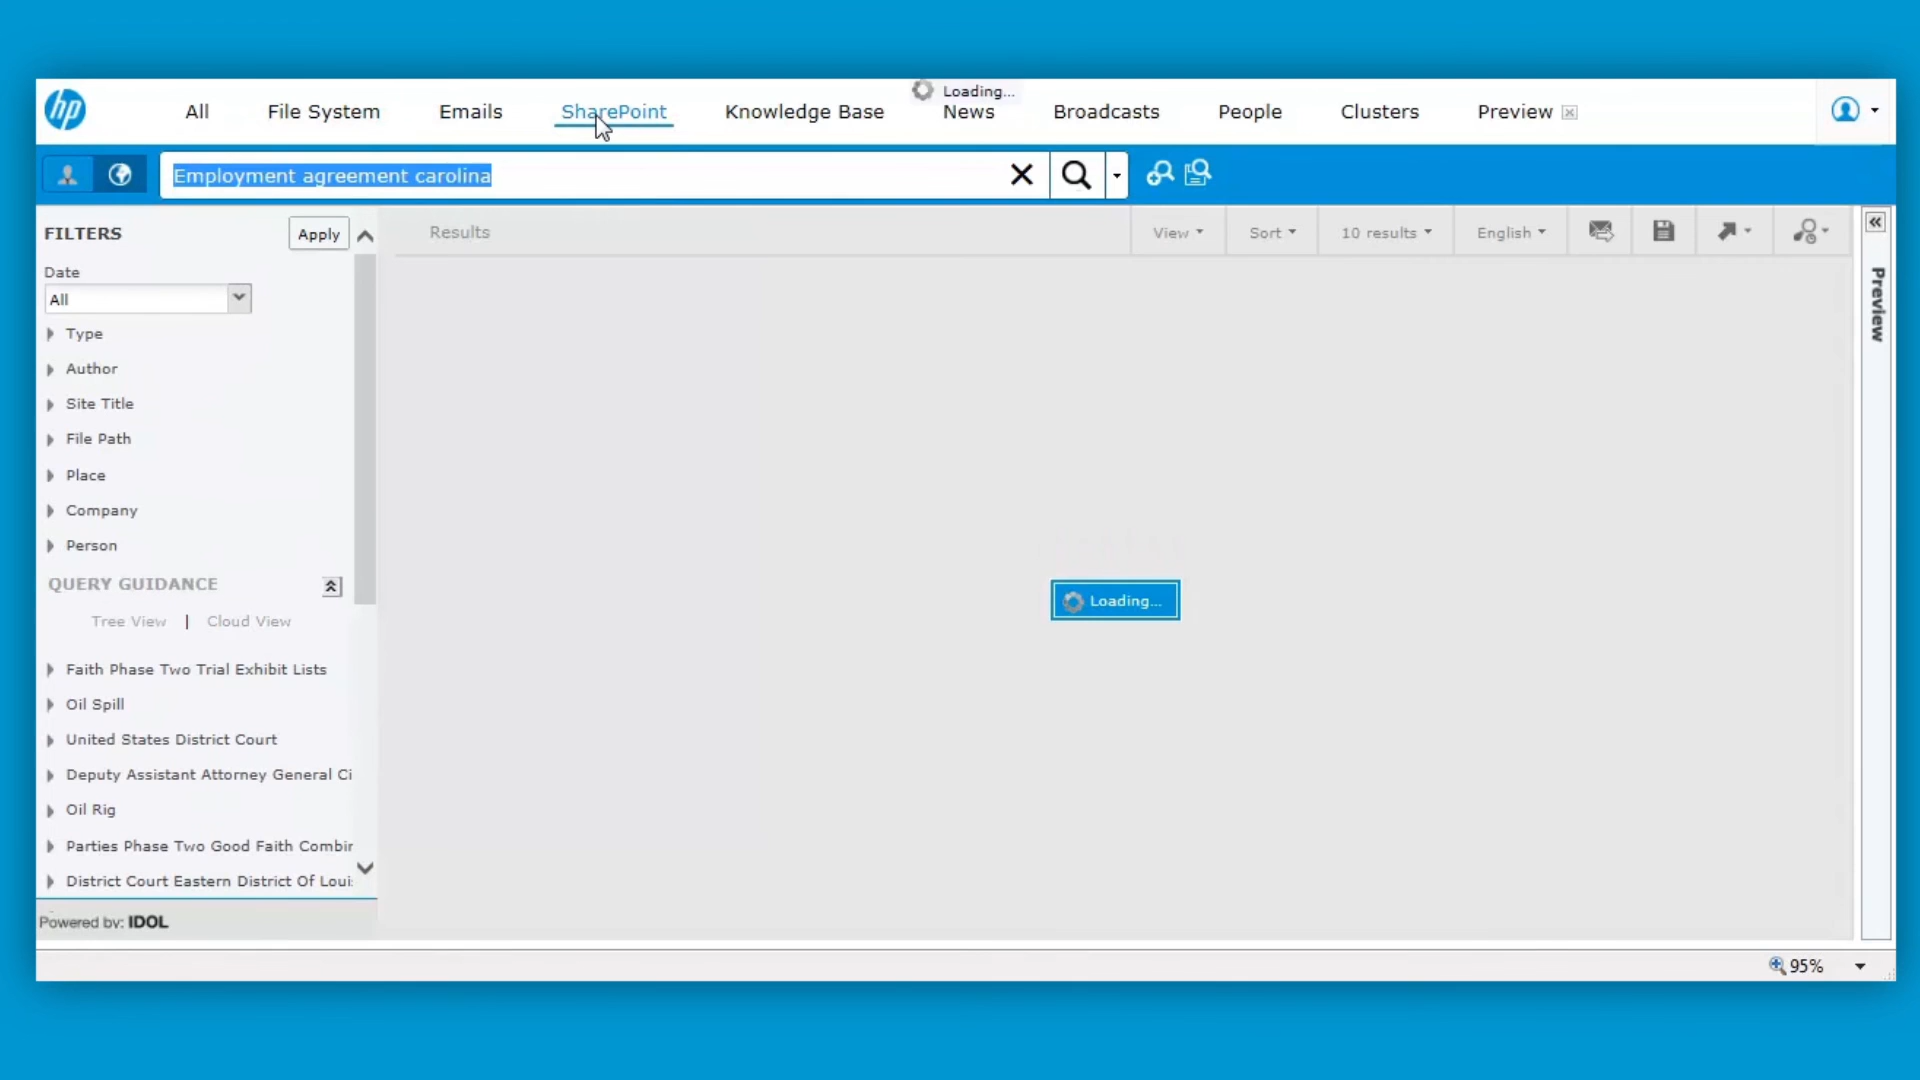 hp
All File System Emails SharePoint Knowledge Base News Broadcasts People Clusters Preview
Loading...
Employment agreement carolina
FILTERS Apply
Results View Sort 10 results English
Date
All
Type
Author
Site Title
File Path
Place
Company
Person
QUERY GUIDANCE
Tree View | Cloud View
Faith Phase Two Trial Exhibit Lists
Oil Spill
United States District Court
Deputy Assistant Attorney General Ci
Oil Rig
Parties Phase Two Good Faith Combin
District Court Eastern District Of Loui
Powered by: IDOL
Loading...
Preview
95%